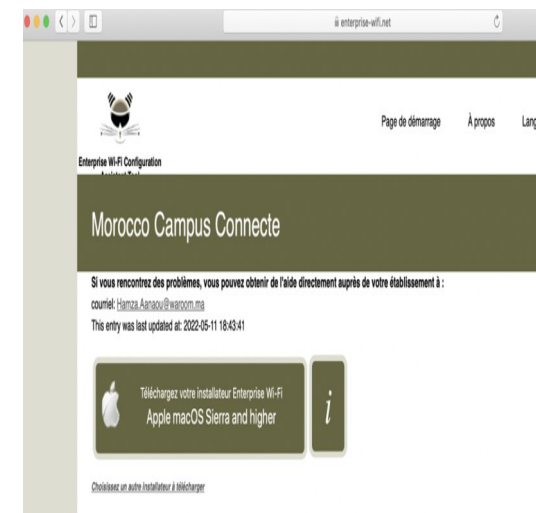 enterprise-wifi.net
Page de démarrage
À propos
Lang
Enterprise Wi-Fi Configuration
Assistant Tool
Morocco Campus Connecte
Si vous rencontrez des problèmes, vous pouvez obtenir de l'aide directement auprès de votre établissement à :
courriel: Hamza.Aanaou@waroom.ma
This entry was last updated at: 2022-05-11 18:43:41
Téléchargez votre installateur Enterprise Wi-Fi
Apple macOS Sierra and higher
i
Choisissez un autre installateur à télécharger